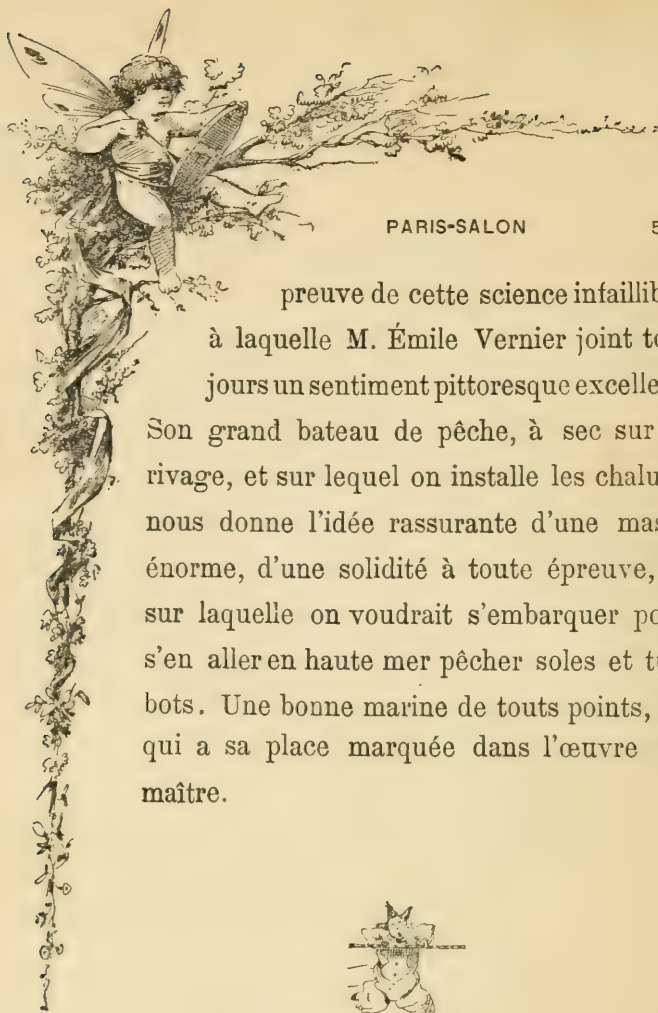 PARIS-SALON 5
preuve de cette science infaillib
à laquelle M. Émile Vernier joint to
jours un sentiment pittoresque excelle
Son grand bateau de pêche, à sec sur
rivage, et sur lequel on installe les chalu
nous donne l'idée rassurante d'une mas
énorme, d'une solidité à toute épreuve,
sur laquelle on voudrait s'embarquer po
s'en aller en haute mer pêcher soles et t
bots. Une bonne marine de touts points,
qui a sa place marquée dans l'œuvre
maître.